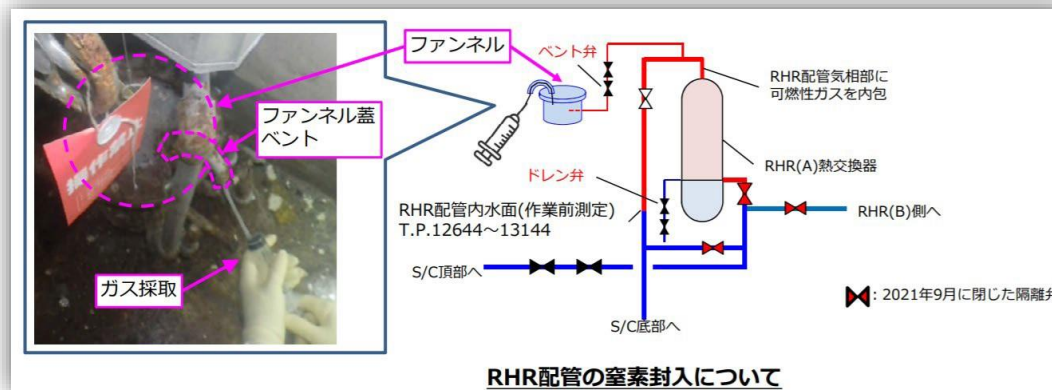 ファンネル
ファンネル蓋
ベント
ガス採取
ベント弁
RHR配管気相部に
可燃性ガスを内包
RHR(A)熱交換器
ドレン弁
RHR配管内水面(作業前測定)
T.P.12644～13144
RHR(B)側へ
S/C頂部へ
S/C底部へ
: 2021年9月に閉じた隔離弁
RHR配管の窒素封入について